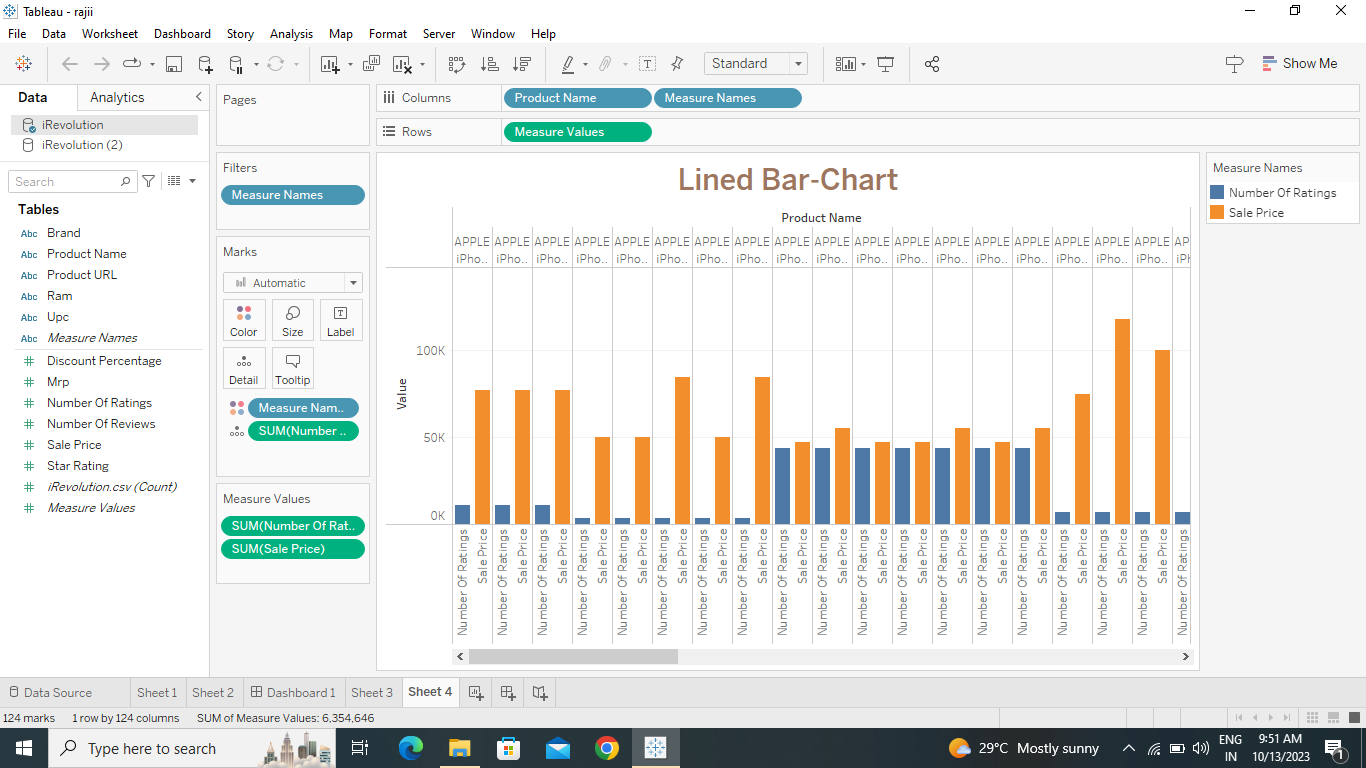 Tableau - rajii
File Data Worksheet Dashboard Story Analysis Map Format Server Window Help
Standard
Show Me
Data Analytics
iRevolution
iRevolution (2)
Search
Tables
Abc Brand
Abc Product Name
Abc Product URL
Abc Ram
Abc Upc
Abc Measure Names
Discount Percentage
Mrp
Number Of Ratings
Number Of Reviews
Sale Price
Star Rating
iRevolution.csv (Count)
Measure Values
Pages
Filters
Measure Names
Marks
Automatic
Color Size Label
Detail Tooltip
Measure Nam..
SUM(Number ..
Measure Values
SUM(Number Of Rat..
SUM(Sale Price)
Columns Product Name Measure Names
Rows Measure Values
Lined Bar-Chart
Product Name
APPLE APPLE APPLE APPLE APPLE APPLE APPLE APPLE APPLE APPLE APPLE APPLE APPLE APPLE APPLE APPLE APPLE APPLE AP
iPho.. iPho.. iPho.. iPho.. iPho.. iPho.. iPho.. iPho.. iPho.. iPho.. iPho.. iPho.. iPho.. iPho.. iPho.. iPho.. iPho.. iPho.. iPh
100K
50K
0K
Value
Number Of Ratings
Sale Price
Number Of Ratings
Sale Price
Number Of Ratings
Sale Price
Number Of Ratings
Sale Price
Number Of Ratings
Sale Price
Number Of Ratings
Sale Price
Number Of Ratings
Sale Price
Number Of Ratings
Sale Price
Number Of Ratings
Sale Price
Number Of Ratings
Sale Price
Number Of Ratings
Sale Price
Number Of Ratings
Sale Price
Number Of Ratings
Sale Price
Number Of Ratings
Sale Price
Number Of Ratings
Sale Price
Number Of Ratings
Sale Price
Number Of Ratings
Sale Price
Number Of Ratings
Sale Price
Number Of Ratings
Measure Names
Number Of Ratings
Sale Price
Data Source Sheet 1 Sheet 2 Dashboard 1 Sheet 3 Sheet 4
124 marks 1 row by 124 columns SUM of Measure Values: 6,354,646
Type here to search
29°C Mostly sunny
ENG
IN
9:51 AM
10/13/2023
1